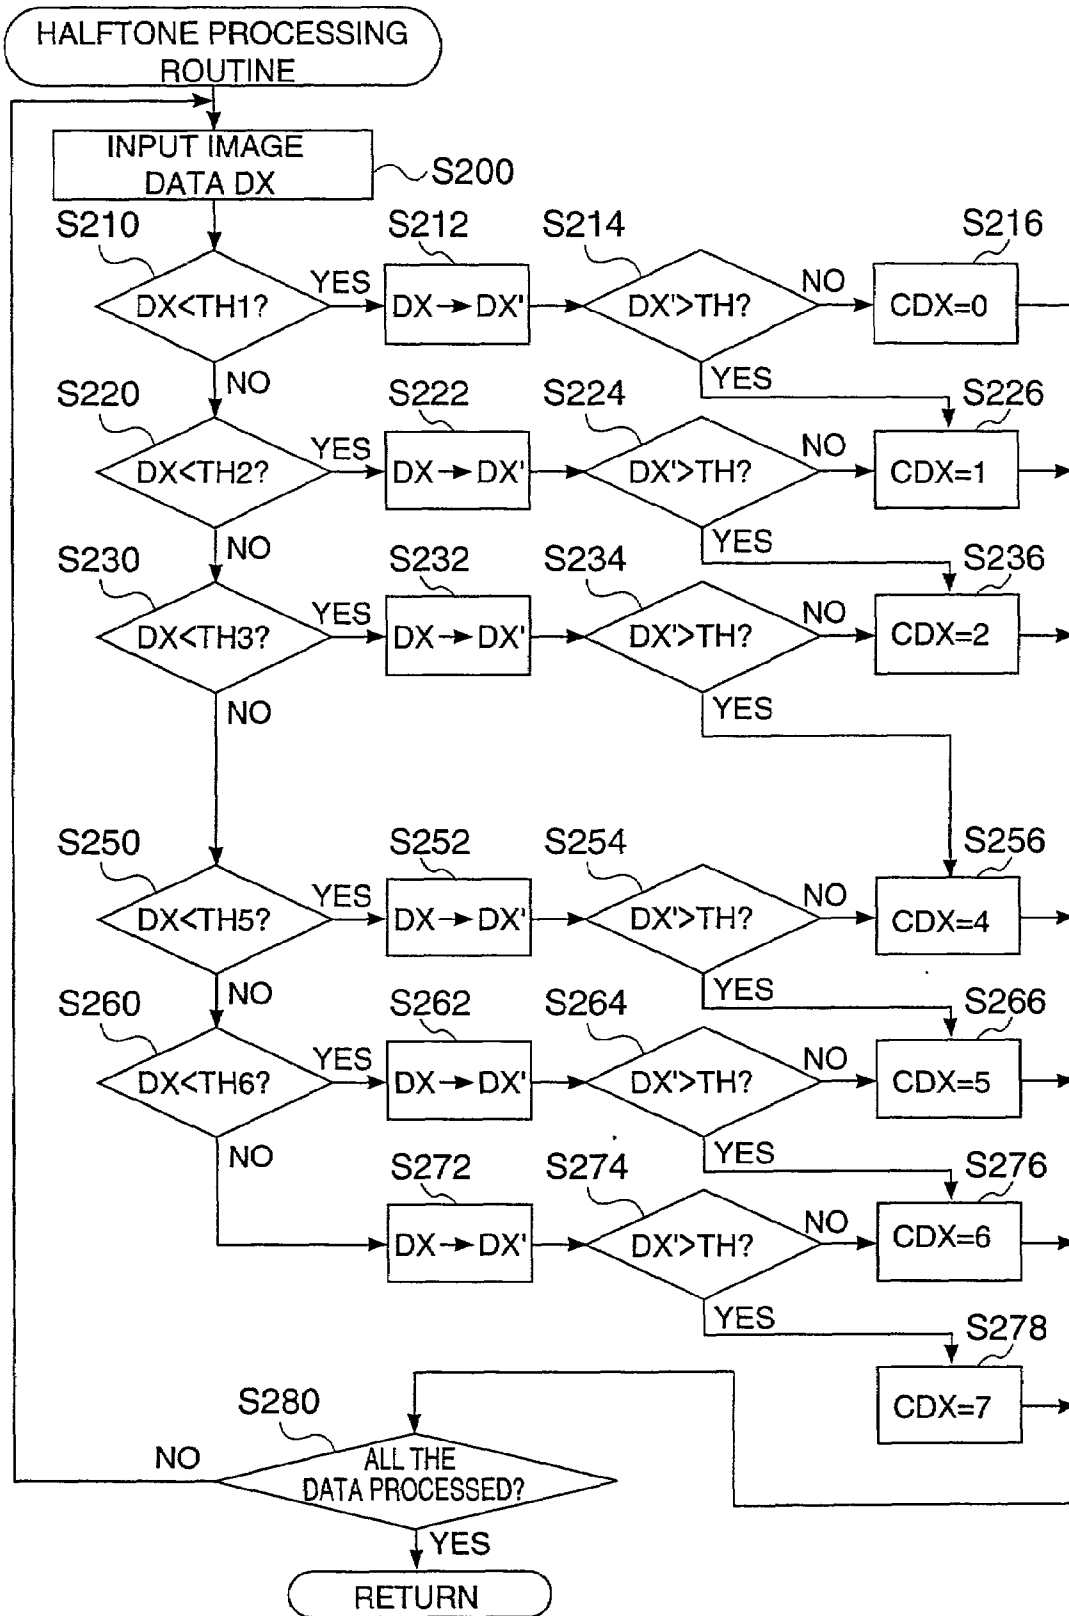 HALFTONE PROCESSING
ROUTINE
INPUT IMAGE
DATA DX
S200
S210
S212
S214
S216
DX<TH1?
YES
DX→DX'
DX'>TH?
NO
CDX=0
NO
YES
S220
S222
S224
S226
DX<TH2?
YES
DX→DX'
DX'>TH?
NO
CDX=1
NO
YES
S230
S232
S234
S236
DX<TH3?
YES
DX→DX'
DX'>TH?
NO
CDX=2
NO
YES
S250
S252
S254
S256
DX<TH5?
YES
DX→DX'
DX'>TH?
NO
CDX=4
NO
YES
S260
S262
S264
S266
DX<TH6?
YES
DX→DX'
DX'>TH?
NO
CDX=5
NO
YES
S272
S274
S276
DX→DX'
DX'>TH?
NO
CDX=6
YES
S278
CDX=7
S280
NO
ALL THE
DATA PROCESSED?
YES
RETURN